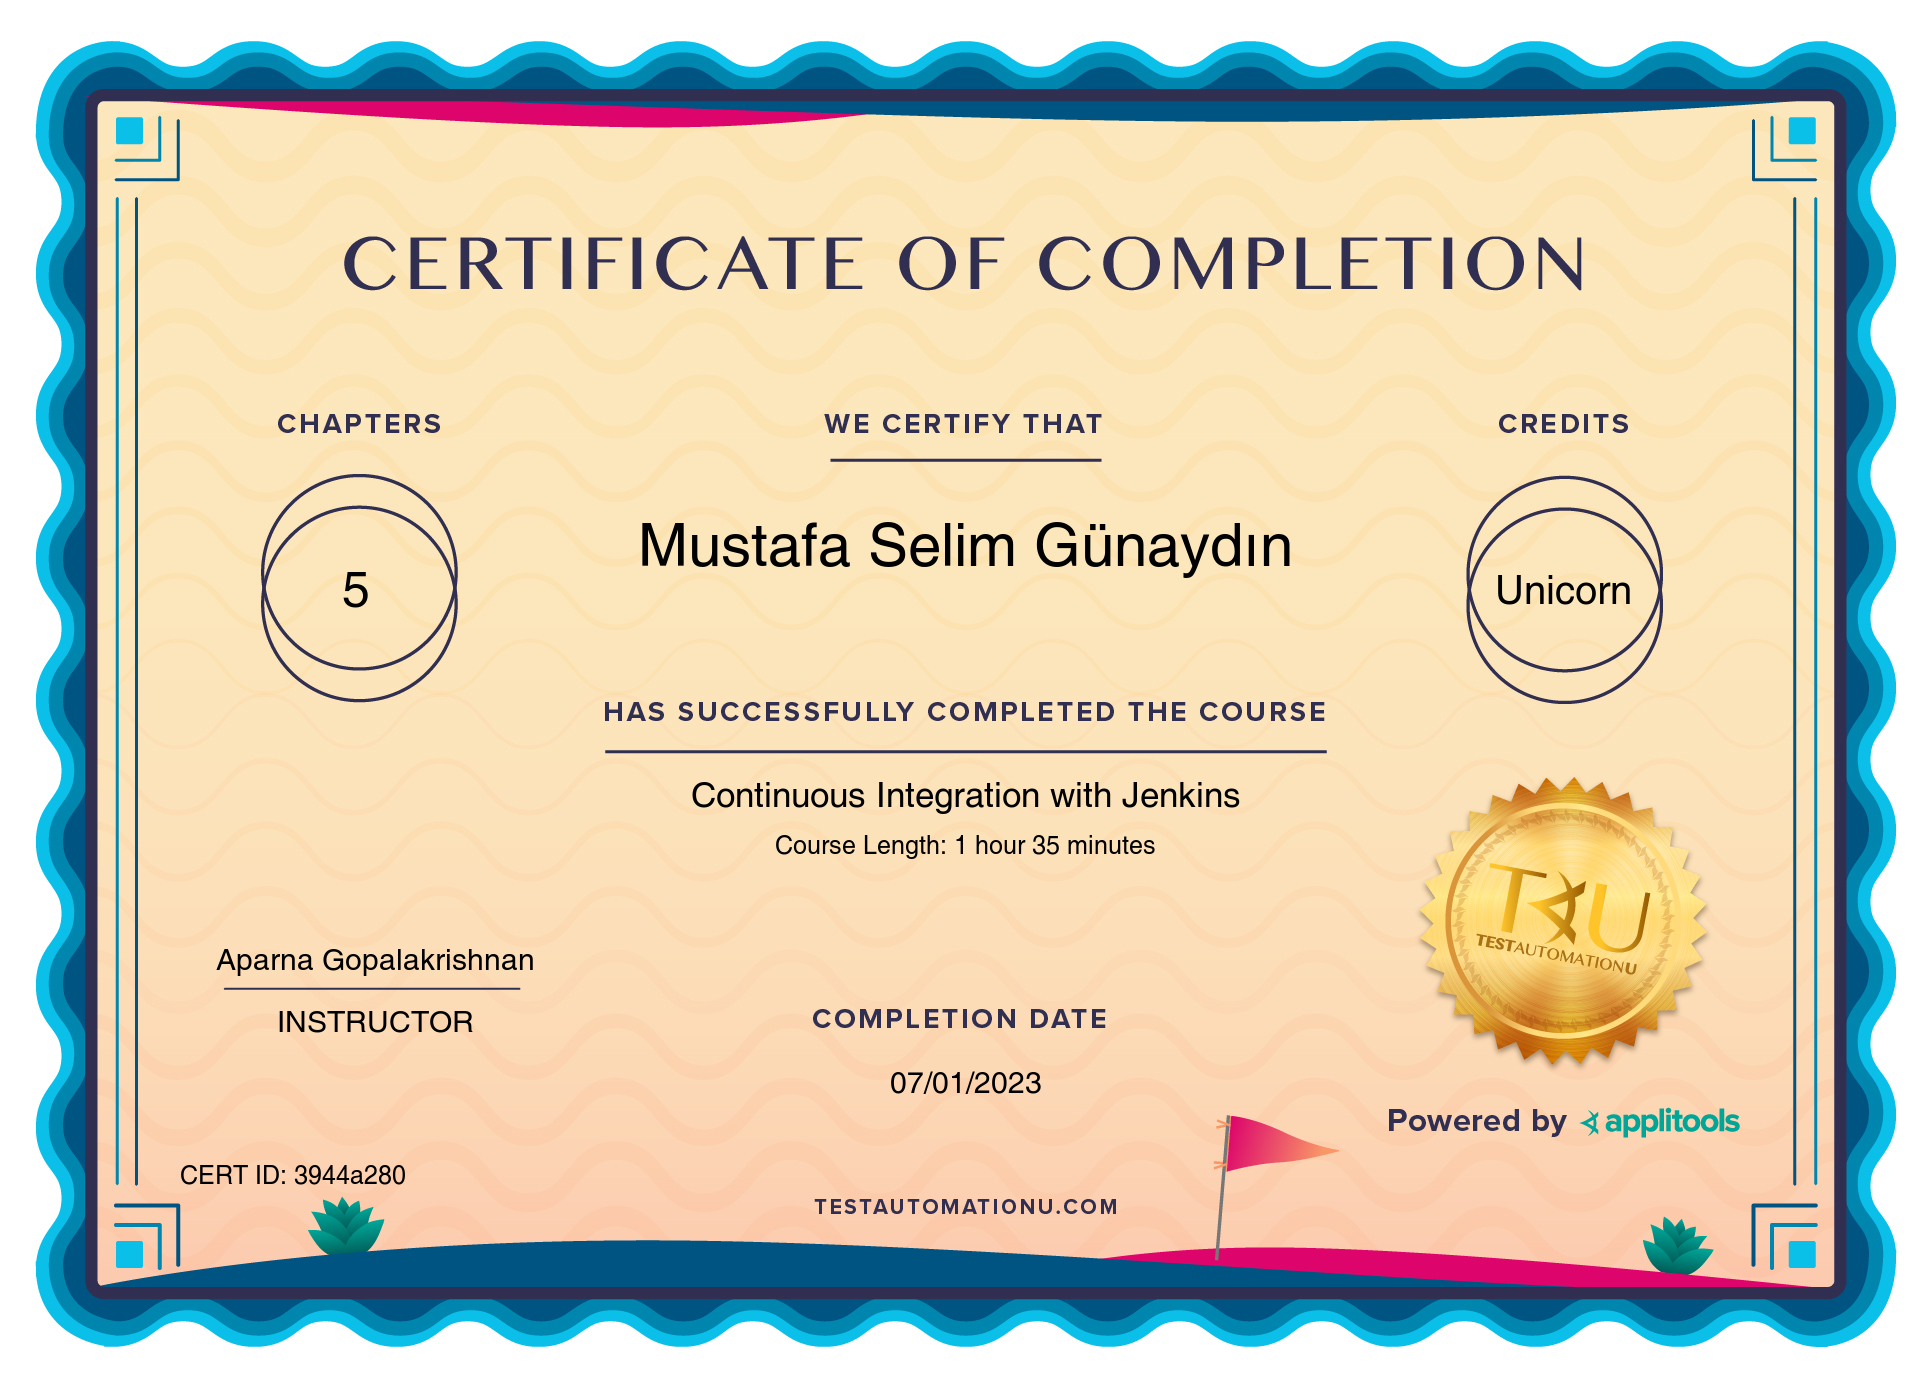 CERTIFICATE OF COMPLETION
CHAPTERS
5
WE CERTIFY THAT
Mustafa Selim Günaydın
CREDITS
Unicorn
HAS SUCCESSFULLY COMPLETED THE COURSE
Continuous Integration with Jenkins
Course Length: 1 hour 35 minutes
TAU
TESTAUTOMATIONU
Aparna Gopalakrishnan
INSTRUCTOR
COMPLETION DATE
07/01/2023
Powered by applitools
CERT ID: 3944a280
TESTAUTOMATIONU.COM